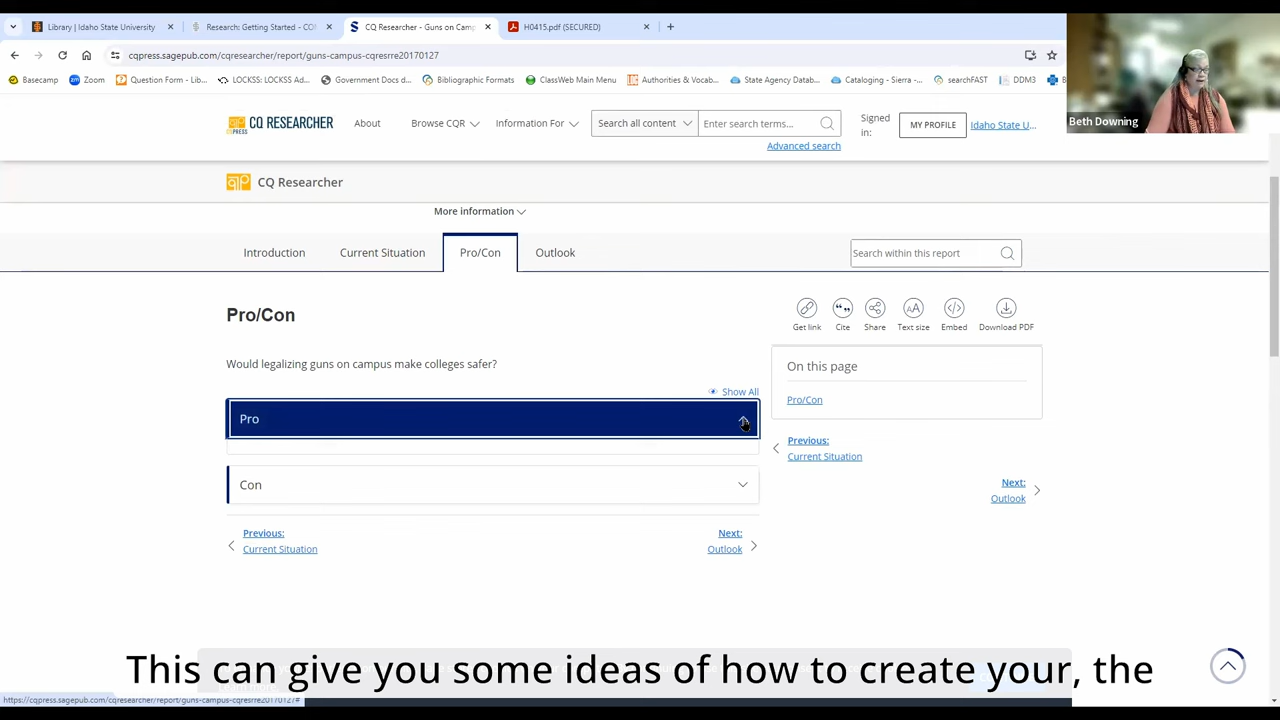 Library | Idaho State University
Research: Getting Started - CO
CQ Researcher - Guns on Camp
H0415.pdf (SECURED)
cqpress.sagepub.com/cqresearcher/report/guns-campus-cqresrre20170127
Basecamp
Zoom
Question Form - Lib...
LOCKSS: LOCKSS Ad...
Government Docs d...
Bibliographic Formats
ClassWeb Main Menu
Authorities & Vocab...
State Agency Datab...
Cataloging - Sierra -...
searchFAST
DDM3
Beth Downing
CQ PRESS
CQ RESEARCHER
About
Browse CQR
Information For
Search all content
Enter search terms...
Signed in:
MY PROFILE
Idaho State U...
Advanced search
CQ Researcher
More information
Introduction
Current Situation
Pro/Con
Outlook
Search within this report
Pro/Con
Get link
Cite
Share
Text size
Embed
Download PDF
Would legalizing guns on campus make colleges safer?
On this page
Show All
Pro/Con
Pro
Previous:
Current Situation
Con
Next:
Outlook
Previous:
Current Situation
Next:
Outlook
This can give you some ideas of how to create your, the
https://cqpress.sagepub.com/cqresearcher/report/guns-campus-cqresrre20170127#